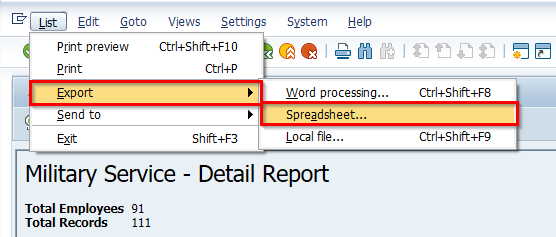 List Edit Goto Views Settings System Help
Print preview Ctrl+Shift+F10
Print Ctrl+P
Export
Word processing... Ctrl+Shift+F8
Send to
Spreadsheet...
Exit Shift+F3
Local file... Ctrl+Shift+F9
Military Service - Detail Report
Total Employees 91
Total Records 111